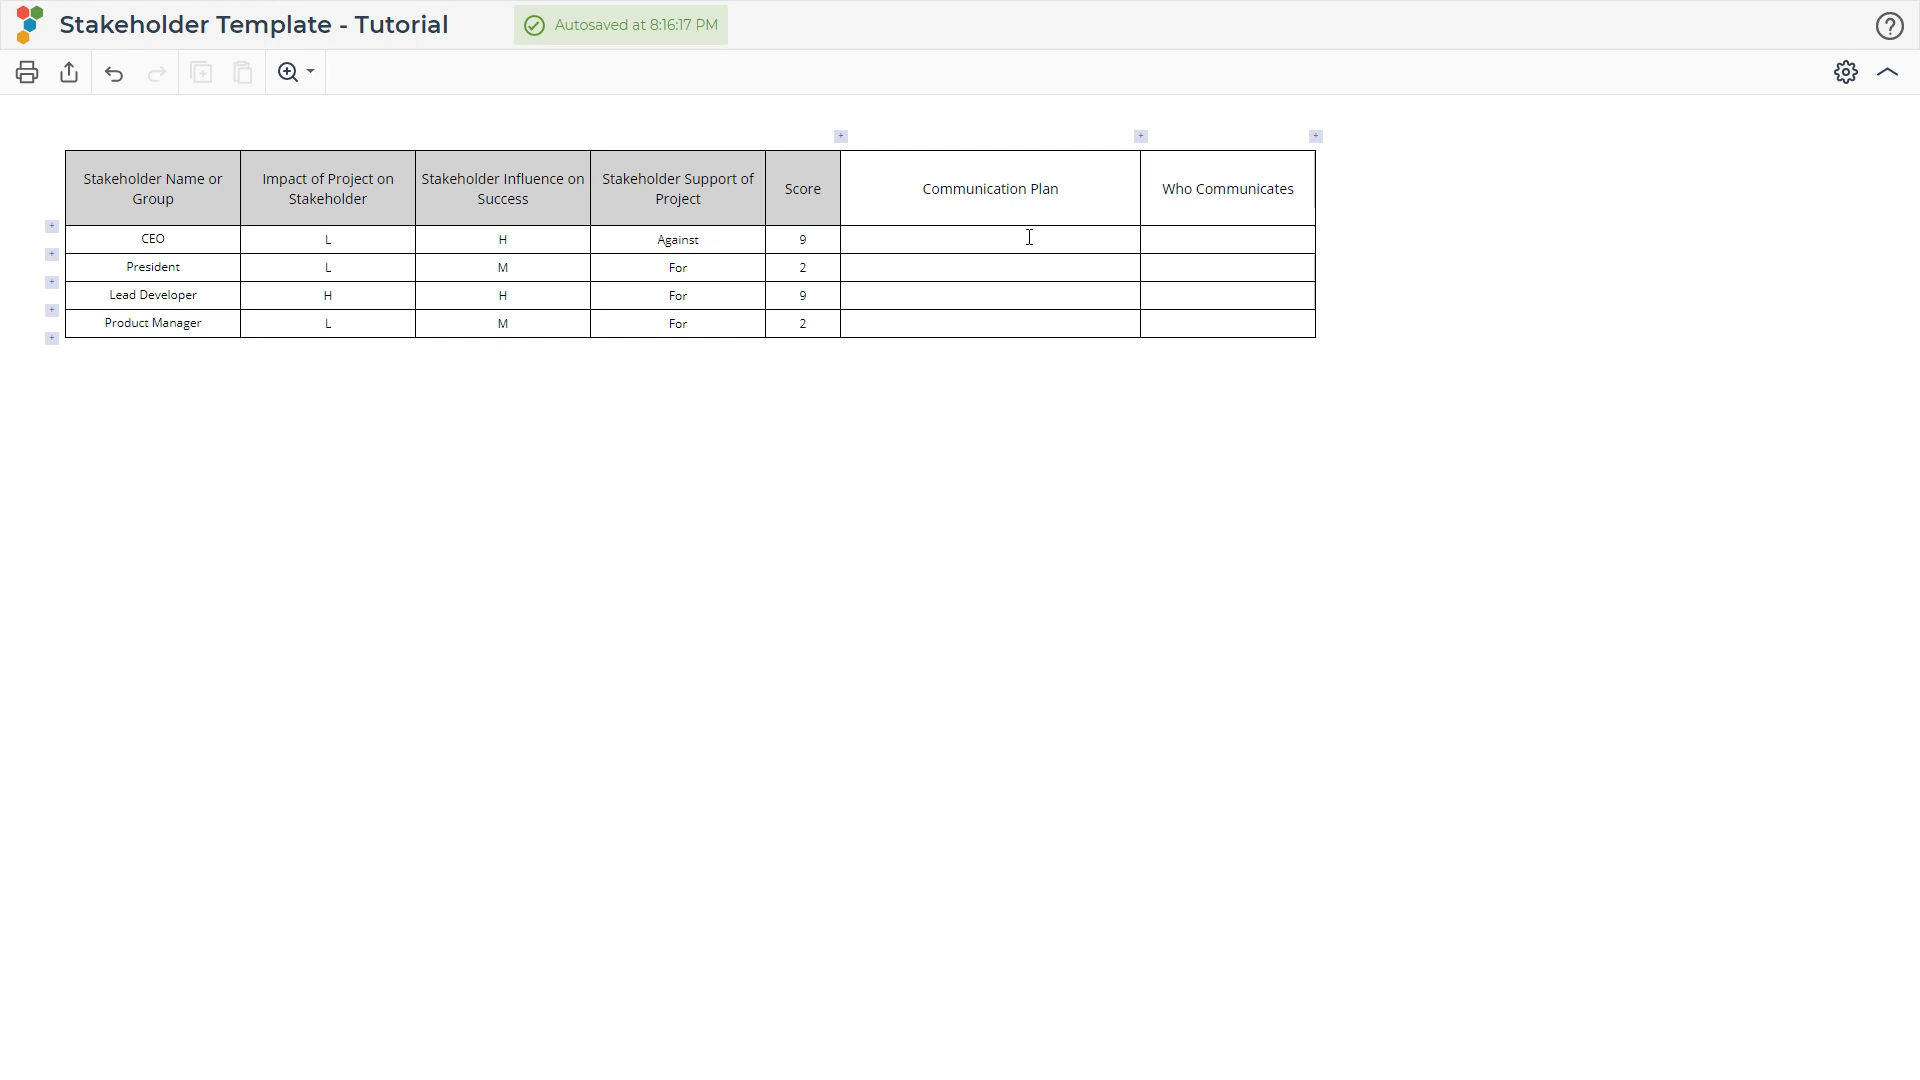 Stakeholder Template - Tutorial
Autosaved at 8:16:17 PM
Stakeholder Name or
Group
Impact of Project on
Stakeholder
Stakeholder Influence on
Success
Stakeholder Support of
Project
Score
Communication Plan
Who Communicates
CEO L H Against 9
President L M For 2
Lead Developer H H For 9
Product Manager L M For 2